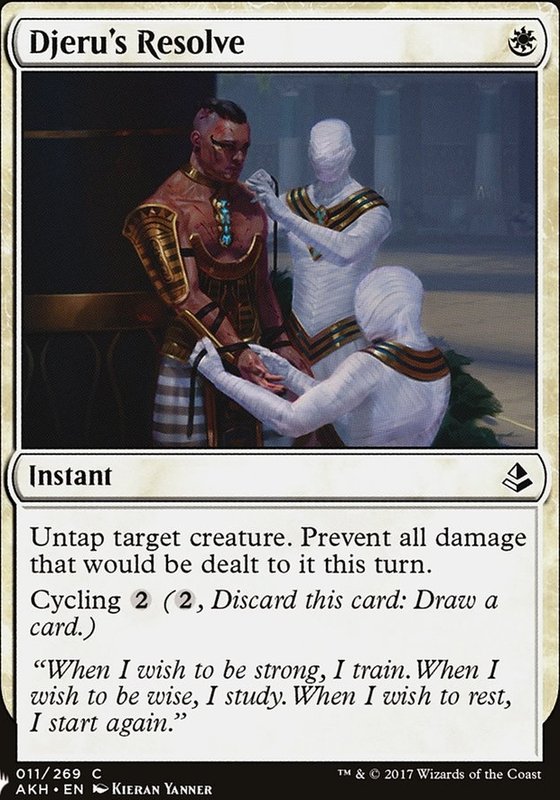 Djeru's Resolve
Instant
Untap target creature. Prevent all damage
that would be dealt to it this turn.
Cycling 2 (2, Discard this card: Draw a
card.)
“When I wish to be strong, I train. When I
wish to be wise, I study. When I wish to rest,
I start again.”
011/269 C
AKH • EN Kieran Yanner
™ & © 2017 Wizards of the Coast